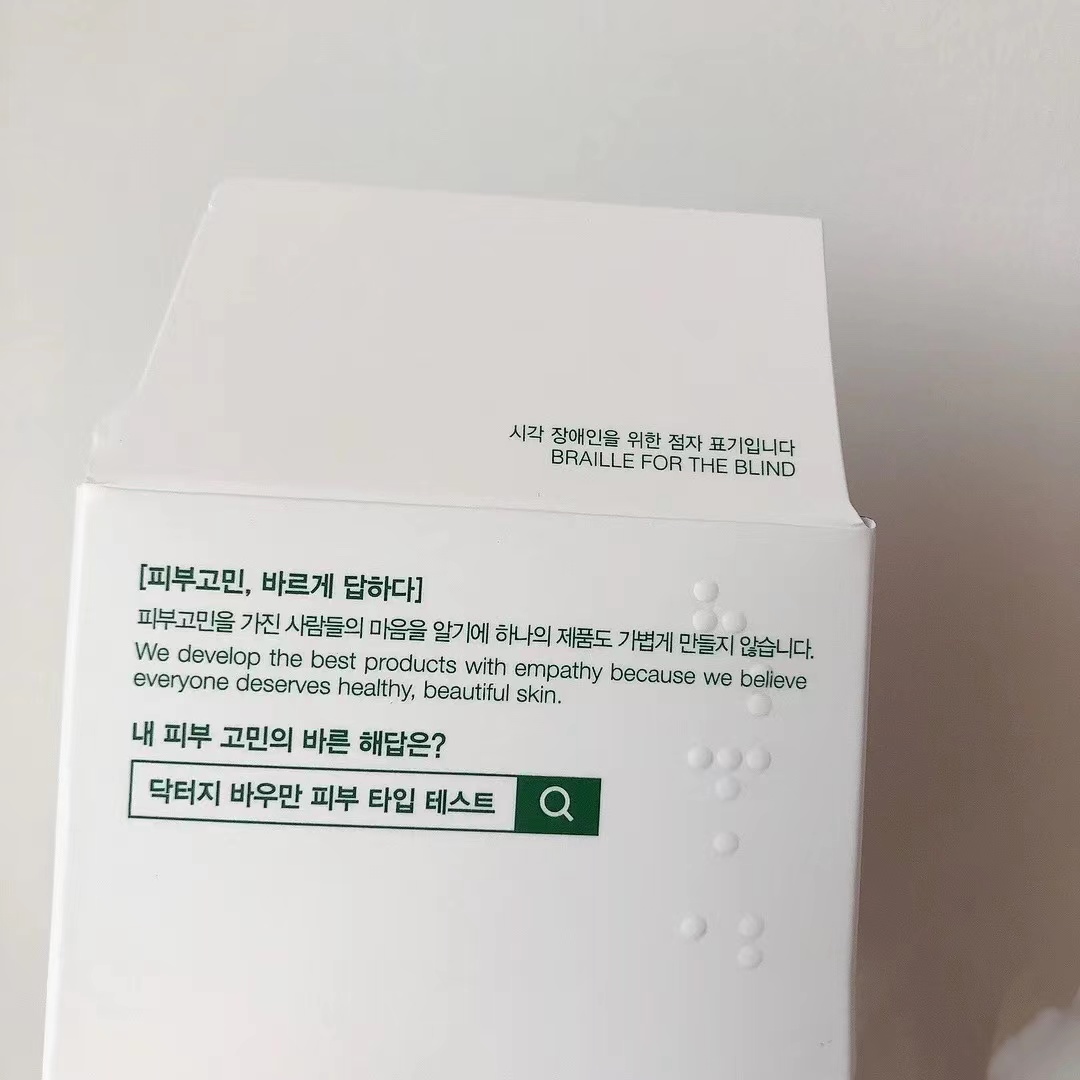 시각 장애인을 위한 점자 표기입니다
BRAILLE FOR THE BLIND
[피부고민, 바르게 답하다]
피부고민을 가진 사람들의 마음을 알기에 하나의 제품도 가볍게 만들지 않습니다.
We develop the best products with empathy because we believe
everyone deserves healthy, beautiful skin.
내 피부 고민의 바른 해답은?
닥터지 바우만 피부 타입 테스트